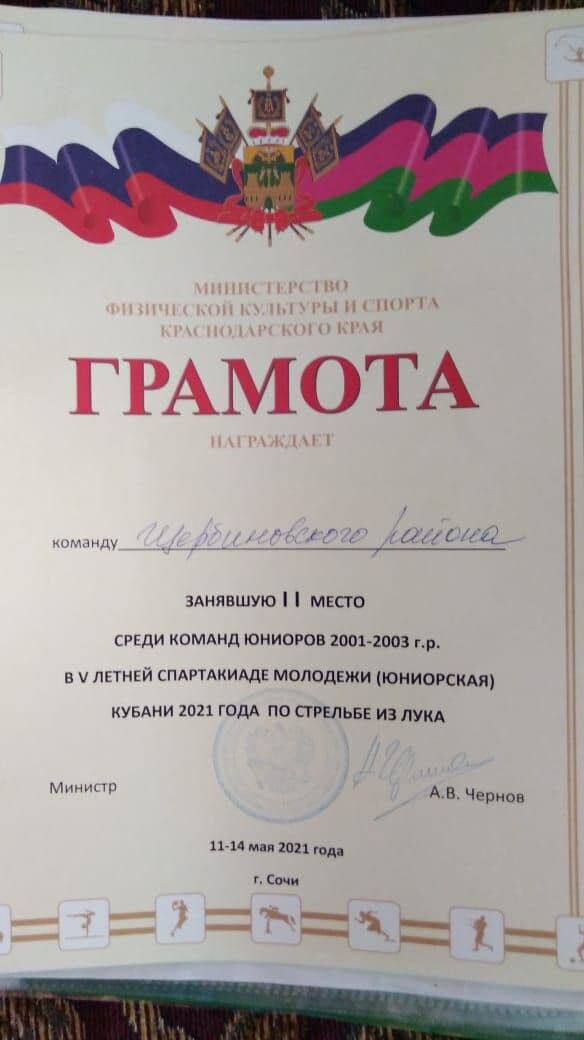 МИНИСТЕРСТВО
ФИЗИЧЕСКОЙ КУЛЬТУРЫ И СПОРТА
КРАСНОДАРСКОГО КРАЯ
ГРАМОТА
НАГРАЖДАЕТ
команду Щербиновского района
ЗАНЯВШУЮ II МЕСТО
СРЕДИ КОМАНД ЮНИОРОВ 2001-2003 г.р.
В V ЛЕТНЕЙ СПАРТАКИАДЕ МОЛОДЕЖИ (ЮНИОРСКАЯ)
КУБАНИ 2021 ГОДА ПО СТРЕЛЬБЕ ИЗ ЛУКА
Министр А.В. Чернов
11-14 мая 2021 года
г. Сочи